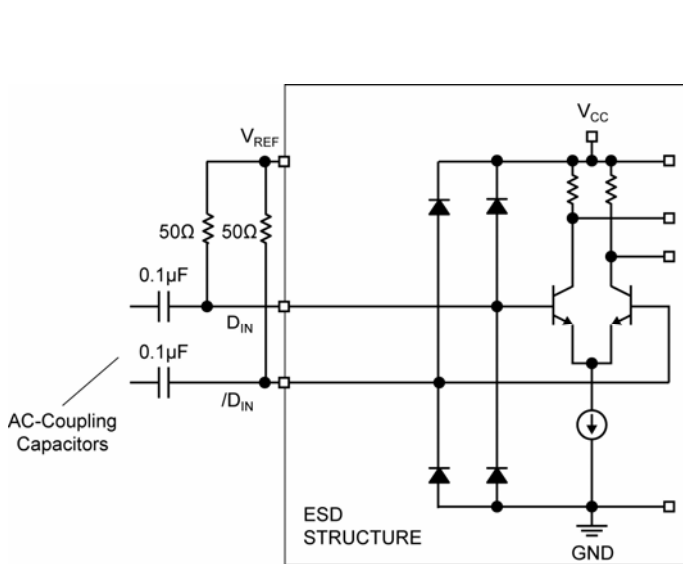 V_CC
V_REF
50Ω 50Ω
0.1µF
D_IN
0.1µF
/D_IN
AC-Coupling
Capacitors
ESD
STRUCTURE
GND